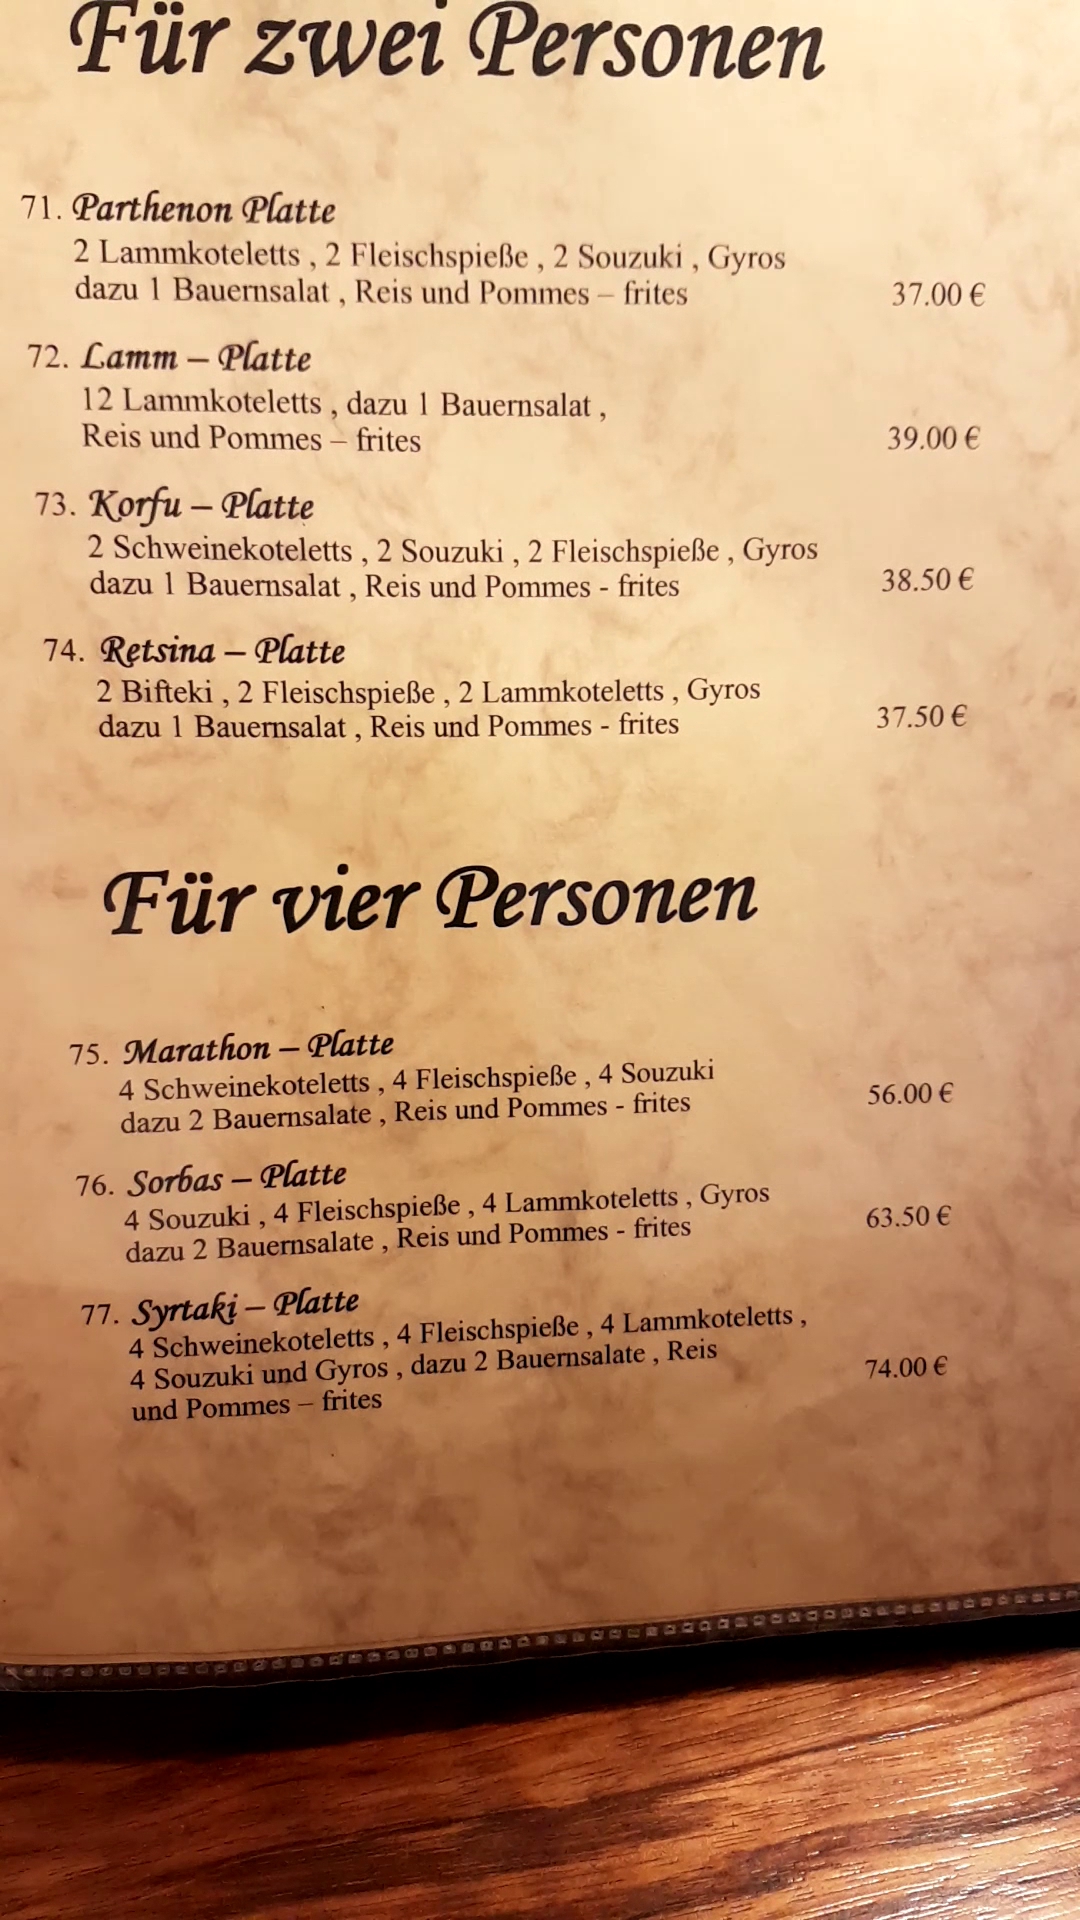 Für zwei Personen
71. Parthenon Platte
2 Lammkoteletts , 2 Fleischspieße , 2 Souzuki , Gyros
dazu 1 Bauernsalat , Reis und Pommes – frites 37.00 €
72. Lamm – Platte
12 Lammkoteletts , dazu 1 Bauernsalat ,
Reis und Pommes – frites 39.00 €
73. Korfu – Platte
2 Schweinekoteletts , 2 Souzuki , 2 Fleischspieße , Gyros
dazu 1 Bauernsalat , Reis und Pommes - frites 38.50 €
74. Retsina – Platte
2 Bifteki , 2 Fleischspieße , 2 Lammkoteletts , Gyros
dazu 1 Bauernsalat , Reis und Pommes - frites 37.50 €
Für vier Personen
75. Marathon – Platte
4 Schweinekoteletts , 4 Fleischspieße , 4 Souzuki
dazu 2 Bauernsalate , Reis und Pommes - frites 56.00 €
76. Sorbas – Platte
4 Souzuki , 4 Fleischspieße , 4 Lammkoteletts , Gyros
dazu 2 Bauernsalate , Reis und Pommes - frites 63.50 €
77. Syrtaki – Platte
4 Schweinekoteletts , 4 Fleischspieße , 4 Lammkoteletts ,
4 Souzuki und Gyros , dazu 2 Bauernsalate , Reis 74.00 €
und Pommes – frites